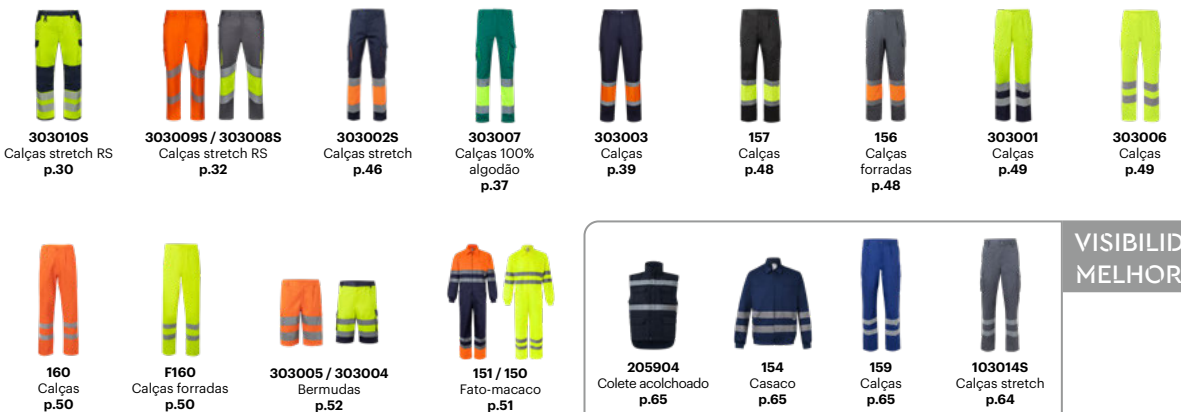 303010S
Calças stretch RS
p.30
303009S / 303008S
Calças stretch RS
p.32
303002S
Calças stretch
p.46
303007
Calças 100%
algodão
p.37
303003
Calças
p.39
157
Calças
p.48
156
Calças
forradas
p.48
303001
Calças
p.49
303006
Calças
p.49
160
Calças
p.50
F160
Calças forradas
p.50
303005 / 303004
Bermudas
p.52
151 / 150
Fato-macaco
p.51
VISIBILID
MELHOR
205904
Colete acolchoado
p.65
154
Casaco
p.65
159
Calças
p.65
103014S
Calças stretch
p.64